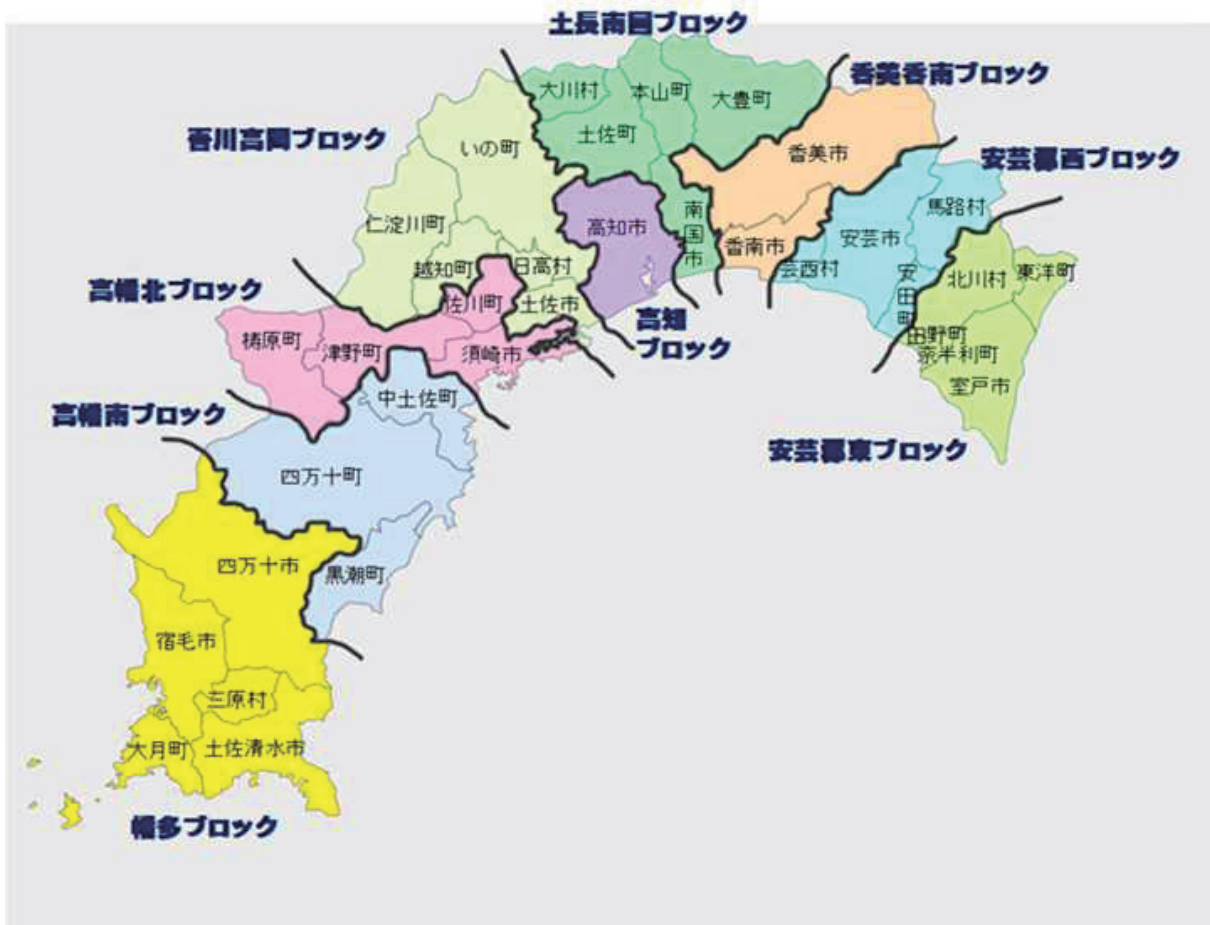 土長南国ブロック
香美香南ブロック
大川村
本山町
大豊町
土佐町
吾川高岡ブロック
いの町
香美市
安芸郡西ブロック
仁淀川町
高知市
南国市
馬路村
安芸市
香南市
越知町
日高村
芸西村
安田町
北川村
東洋町
高幡北ブロック
佐川町
土佐市
高知
ブロック
梼原町
津野町
須崎市
田野町
奈半利町
室戸市
中土佐町
高幡南ブロック
安芸郡東ブロック
四万十町
四万十市
黒潮町
宿毛市
三原村
大月町
土佐清水市
幡多ブロック